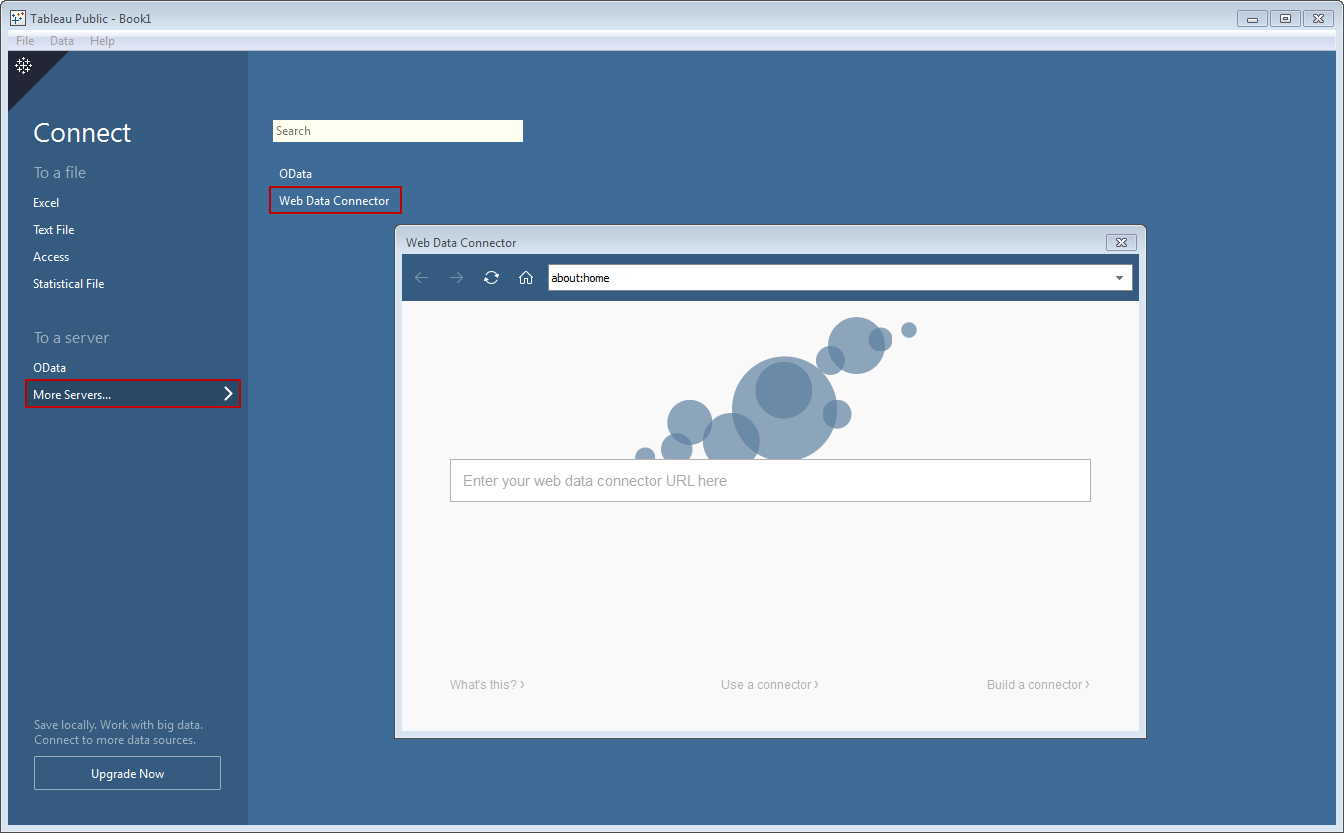 Tableau Public - Book1
File Data Help
Connect
To a file
Excel
Text File
Access
Statistical File
To a server
OData
More Servers...
Save locally. Work with big data.
Connect to more data sources.
Upgrade Now
Search
OData
Web Data Connector
Web Data Connector
about:home
Enter your web data connector URL here
What's this? ›
Use a connector ›
Build a connector ›